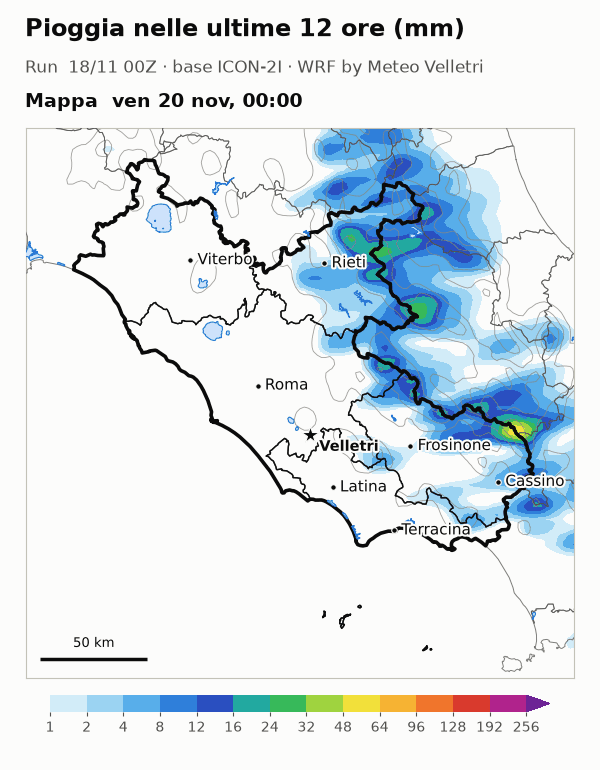 Pioggia nelle ultime 12 ore (mm)
Run  18/11 00Z · base ICON-2I · WRF by Meteo Velletri
Mappa  ven 20 nov, 00:00
Viterbo
Rieti
Roma
Velletri
Frosinone
Cassino
Latina
Terracina
50 km
1 2 4 8 12 16 24 32 48 64 96 128 192 256